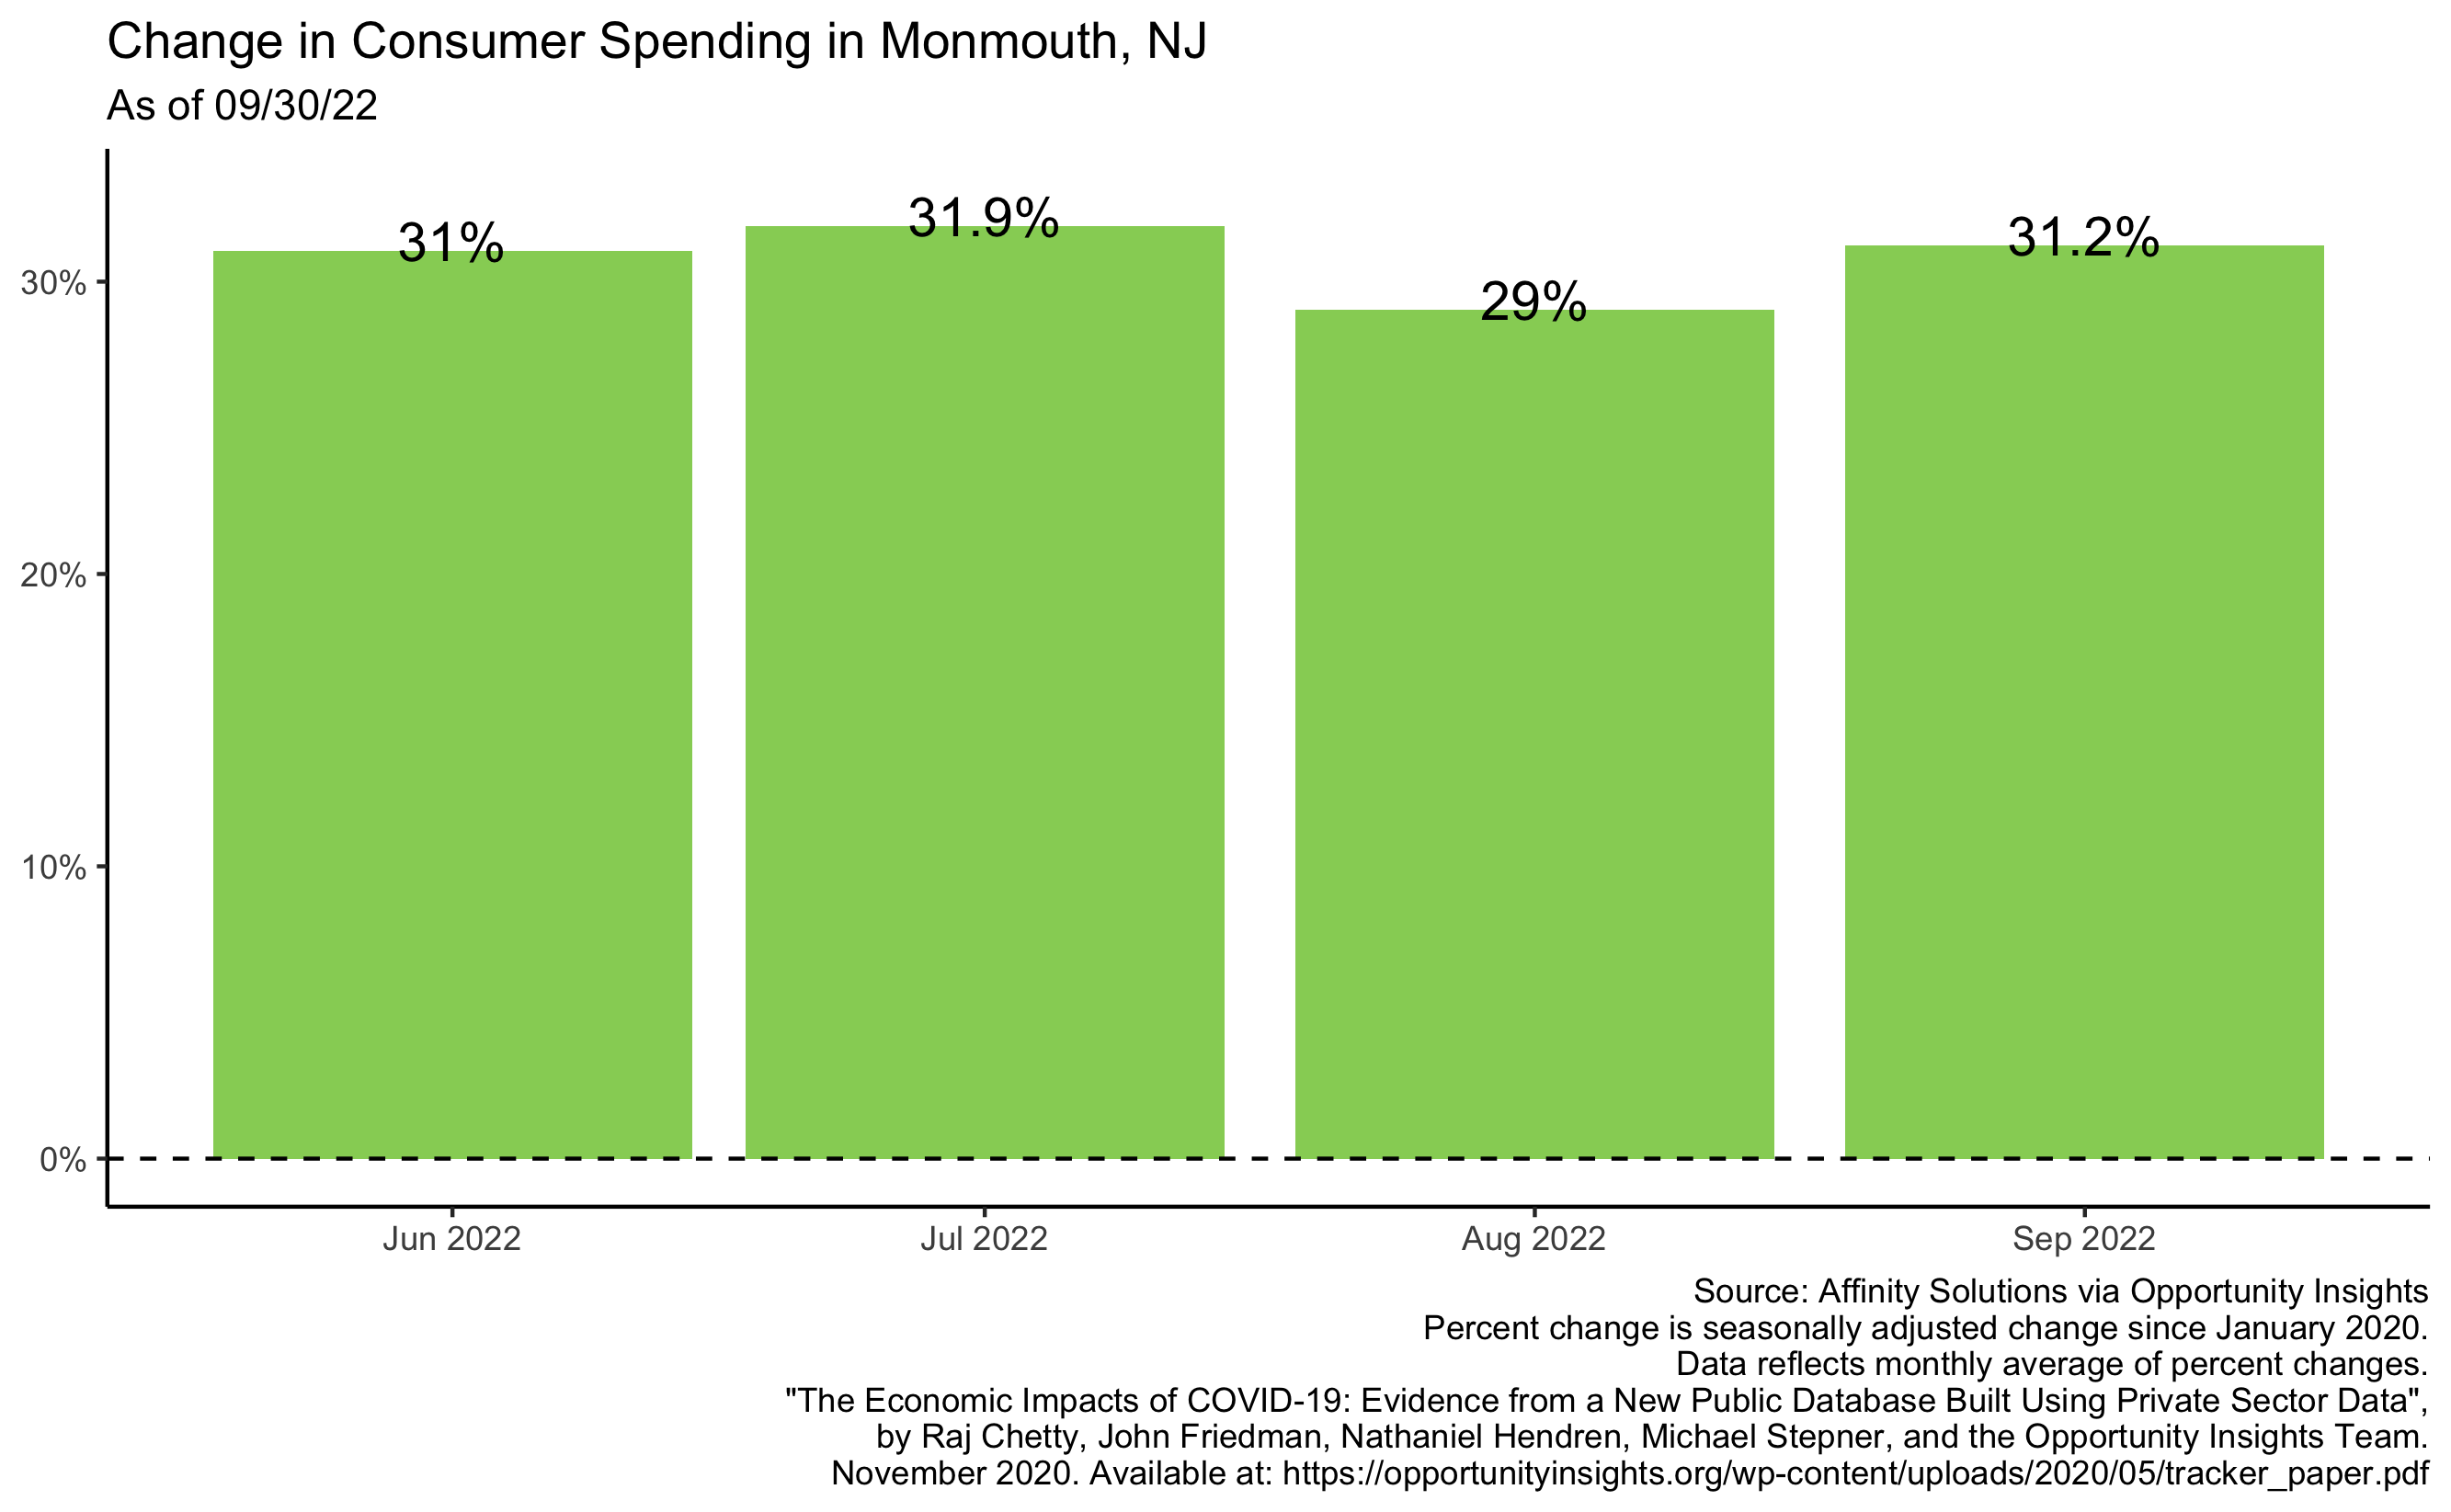 Change in Consumer Spending in Monmouth, NJ
As of 09/30/22
31%
31.9%
29%
31.2%
30%
20%
10%
0%
Jun 2022
Jul 2022
Aug 2022
Sep 2022
Source: Affinity Solutions via Opportunity Insights
Percent change is seasonally adjusted change since January 2020.
Data reflects monthly average of percent changes.
"The Economic Impacts of COVID-19: Evidence from a New Public Database Built Using Private Sector Data",
by Raj Chetty, John Friedman, Nathaniel Hendren, Michael Stepner, and the Opportunity Insights Team.
November 2020. Available at: https://opportunityinsights.org/wp-content/uploads/2020/05/tracker_paper.pdf